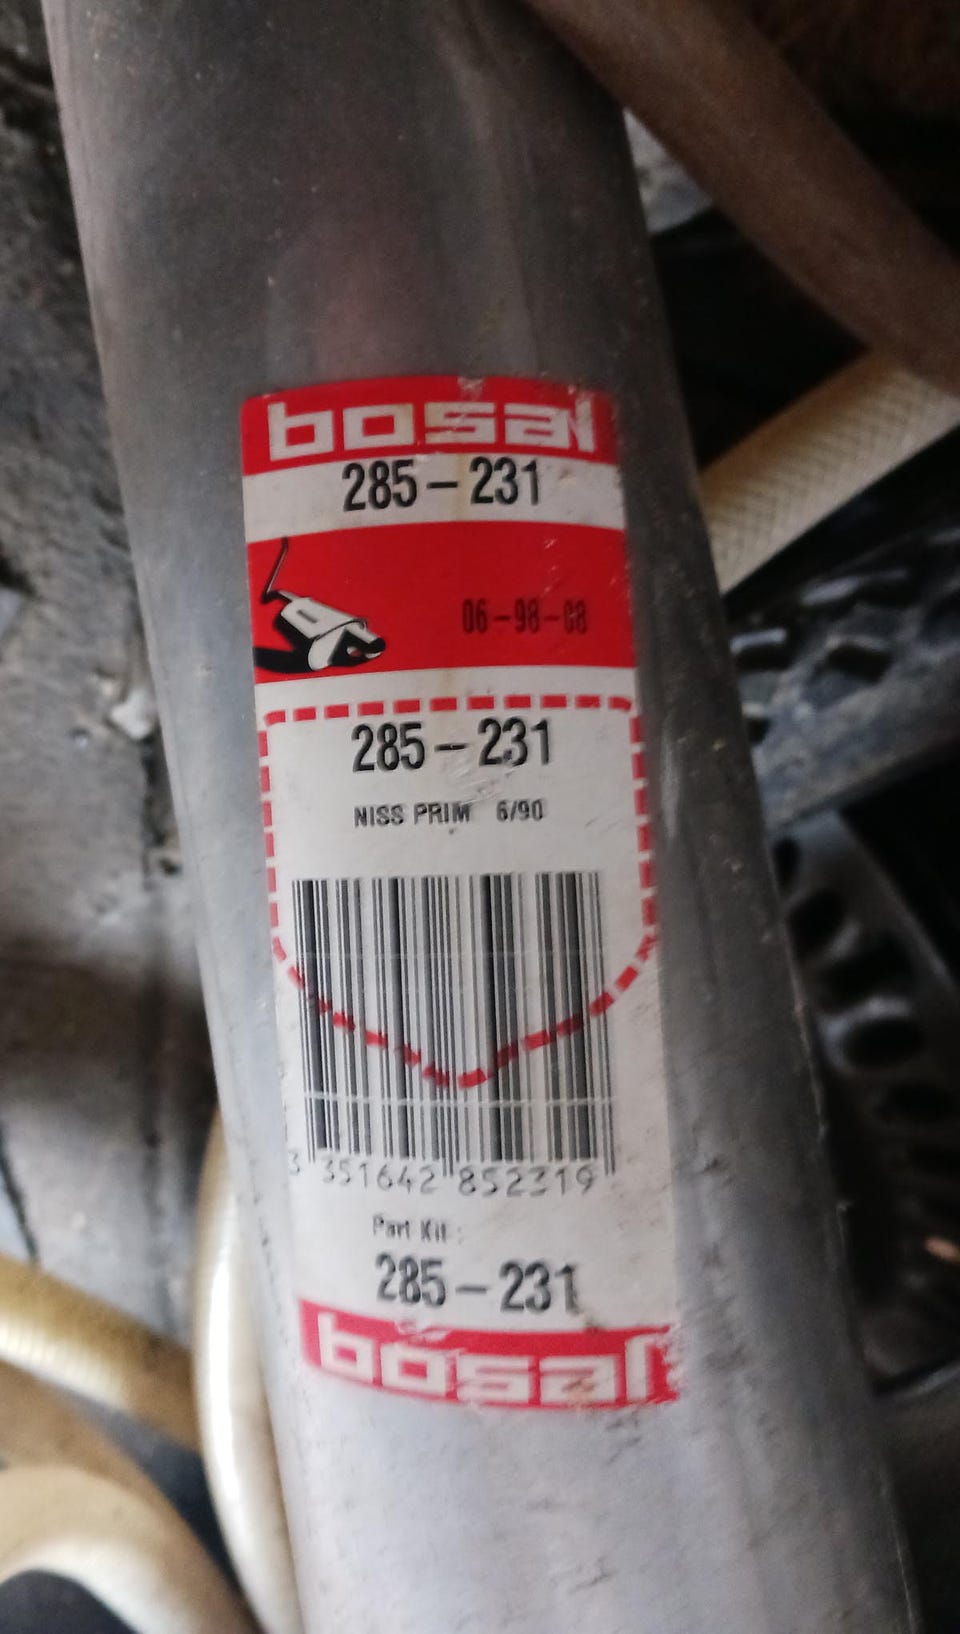 bosal
285-231
06-98-G8
285-231
NISS PRIM 6/90
3 351642 852319
Part Kit:
285-231
bosal